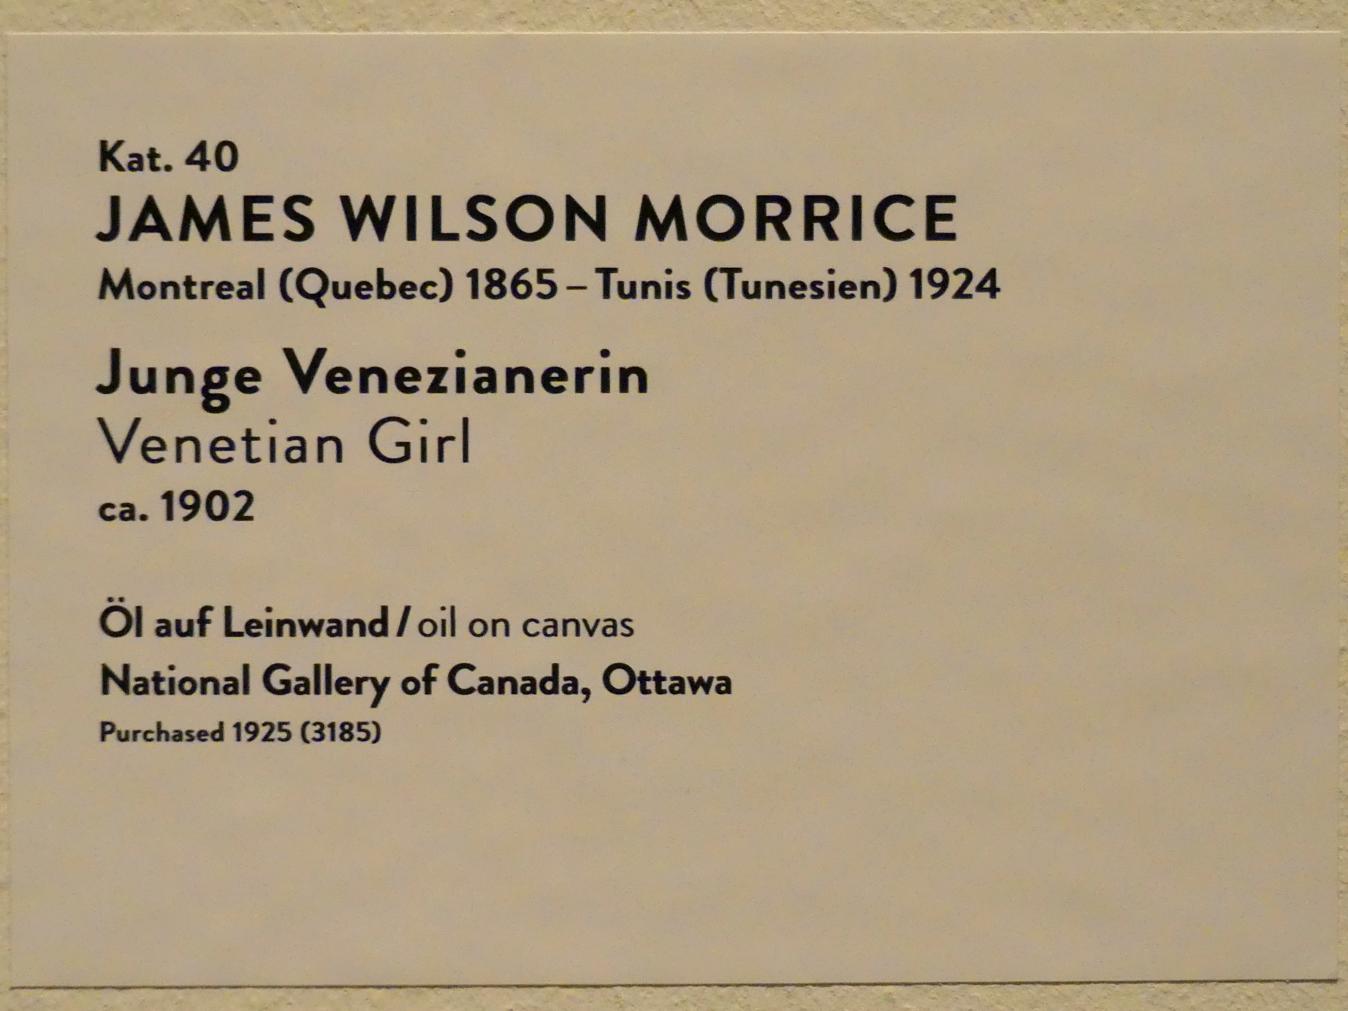 Kat. 40
JAMES WILSON MORRICE
Montreal (Quebec) 1865 – Tunis (Tunesien) 1924
Junge Venezianerin
Venetian Girl
ca. 1902
Öl auf Leinwand / oil on canvas
National Gallery of Canada, Ottawa
Purchased 1925 (3185)